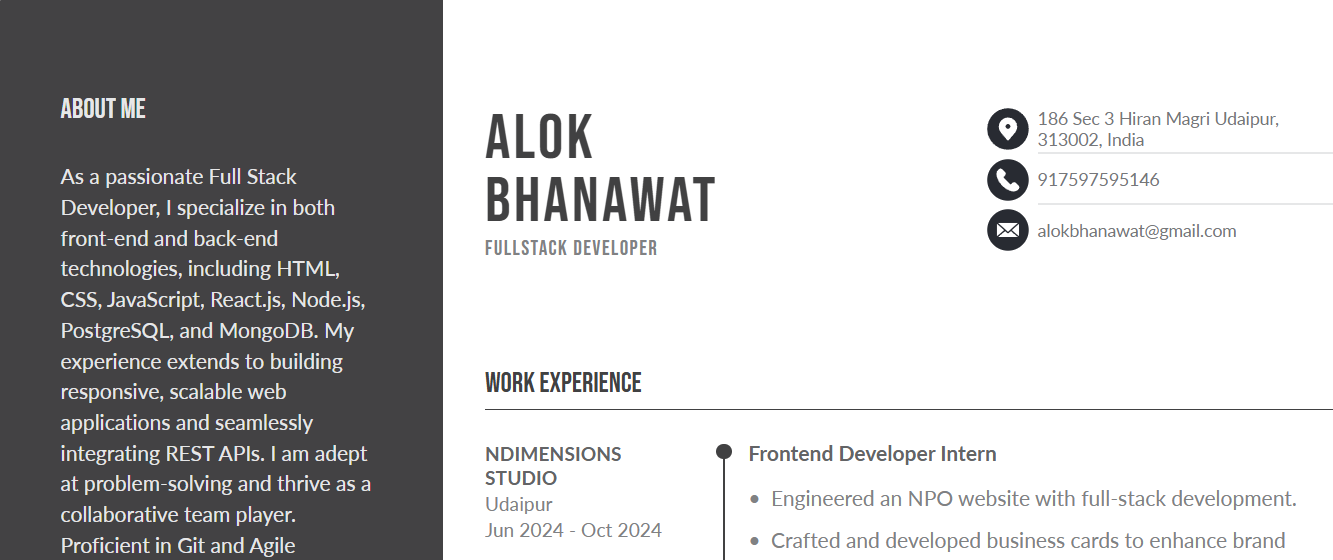 ABOUT ME
As a passionate Full Stack
Developer, I specialize in both
front-end and back-end
technologies, including HTML,
CSS, JavaScript, React.js, Node.js,
PostgreSQL, and MongoDB. My
experience extends to building
responsive, scalable web
applications and seamlessly
integrating REST APIs. I am adept
at problem-solving and thrive as a
collaborative team player.
Proficient in Git and Agile
ALOK
BHANAWAT
FULLSTACK DEVELOPER
186 Sec 3 Hiran Magri Udaipur,
313002, India
917597595146
alokbhanawat@gmail.com
WORK EXPERIENCE
NDIMENSIONS
STUDIO
Udaipur
Jun 2024 - Oct 2024
Frontend Developer Intern
• Engineered an NPO website with full-stack development.
• Crafted and developed business cards to enhance brand